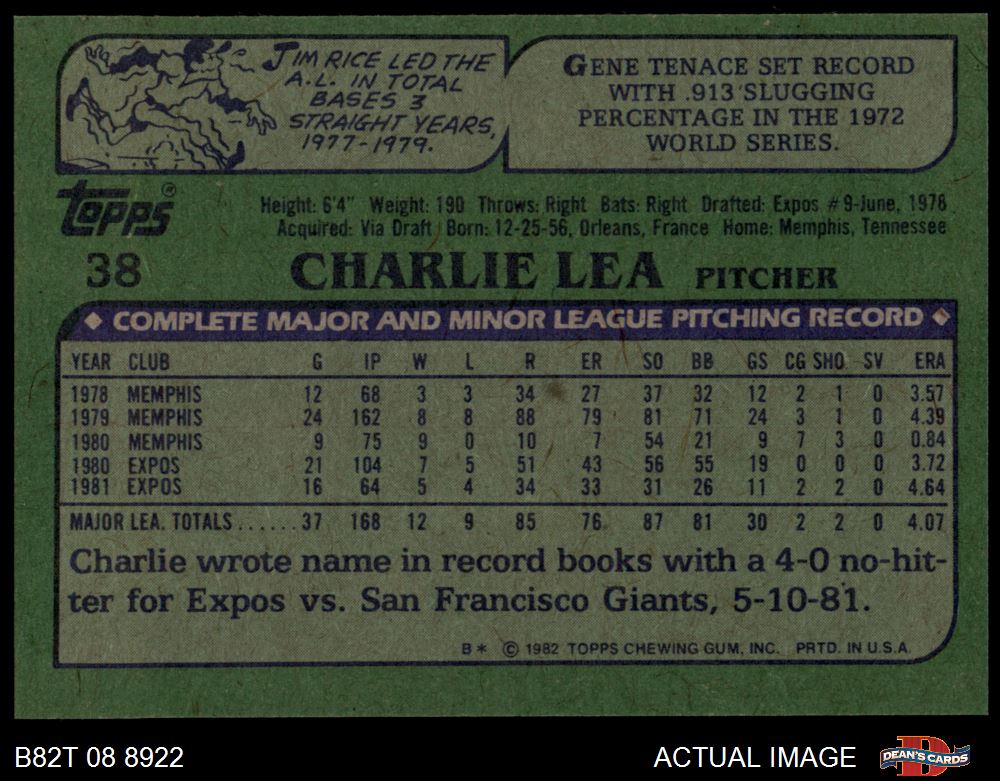 JIM RICE LED THE
A.L. IN TOTAL
BASES 3
STRAIGHT YEARS,
1977-1979.
GENE TENACE SET RECORD
WITH .913 SLUGGING
PERCENTAGE IN THE 1972
WORLD SERIES.
topps®
Height: 6'4" Weight: 190 Throws: Right Bats: Right Drafted: Expos #9-June, 1978
Acquired: Via Draft Born: 12-25-56, Orleans, France Home: Memphis, Tennessee
38 CHARLIE LEA PITCHER
◆ COMPLETE MAJOR AND MINOR LEAGUE PITCHING RECORD ◆
YEAR CLUB G IP W L R ER SO BB GS CG SHO SV ERA
1978 MEMPHIS 12 68 3 3 34 27 37 32 12 2 1 0 3.57
1979 MEMPHIS 24 162 8 8 88 79 81 71 24 3 1 0 4.39
1980 MEMPHIS 9 75 9 0 10 7 54 21 9 7 3 0 0.84
1980 EXPOS 21 104 7 5 51 43 56 55 19 0 0 0 3.72
1981 EXPOS 16 64 5 4 34 33 31 26 11 2 2 0 4.64
MAJOR LEA. TOTALS...... 37 168 12 9 85 76 87 81 30 2 2 0 4.07
Charlie wrote name in record books with a 4-0 no-hit-
ter for Expos vs. San Francisco Giants, 5-10-81.
B* © 1982 TOPPS CHEWING GUM, INC. PRTD. IN U.S.A.
B82T 08 8922 ACTUAL IMAGE DEAN'S CARDS